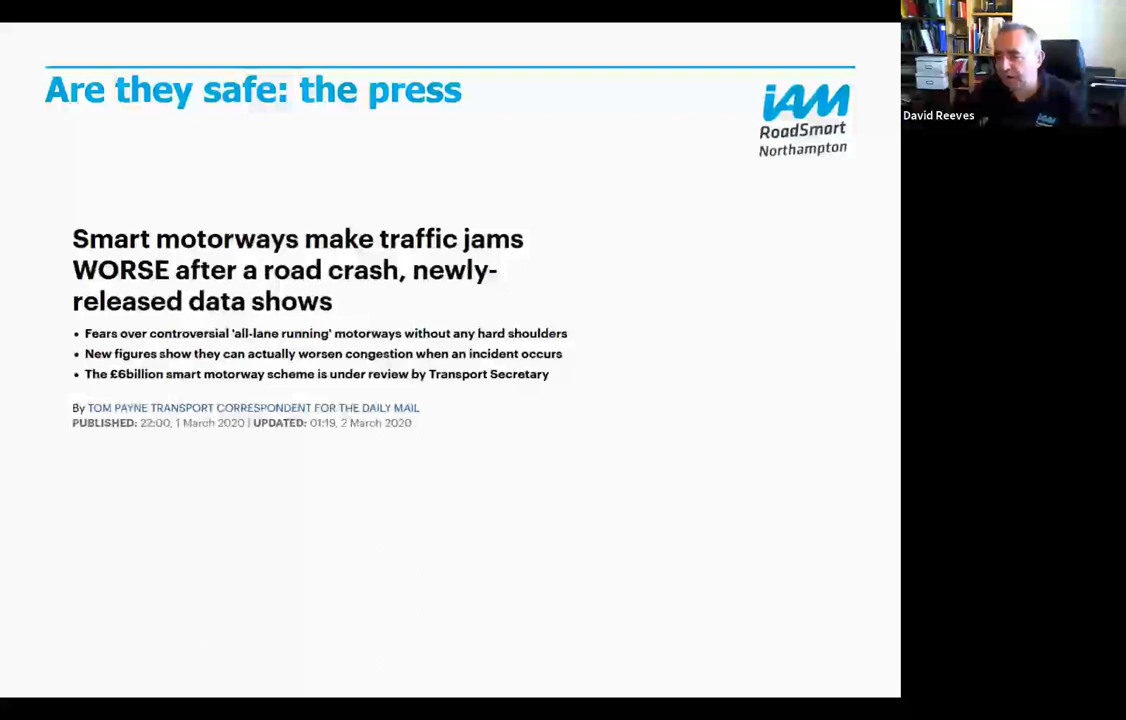 Are they safe: the press
iAM
RoadSmart
Northampton
David Reeves
Smart motorways make traffic jams
WORSE after a road crash, newly-
released data shows
• Fears over controversial 'all-lane running' motorways without any hard shoulders
• New figures show they can actually worsen congestion when an incident occurs
• The £6billion smart motorway scheme is under review by Transport Secretary
By TOM PAYNE TRANSPORT CORRESPONDENT FOR THE DAILY MAIL
PUBLISHED: 22:00, 1 March 2020 | UPDATED: 01:19, 2 March 2020